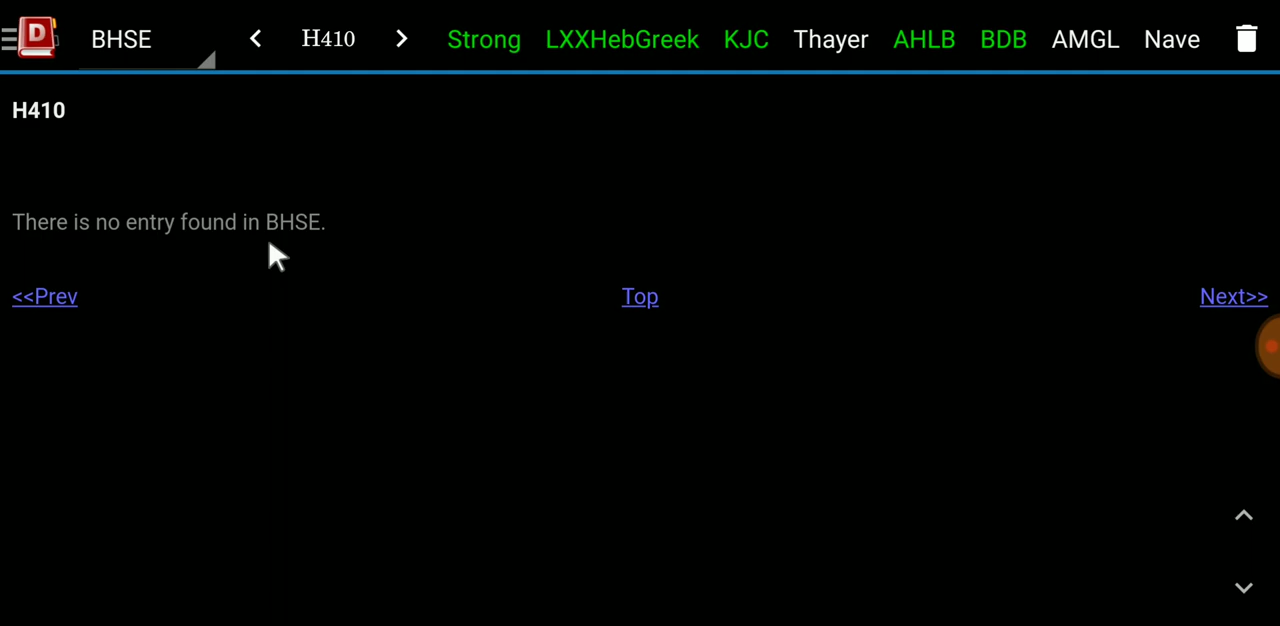 D BHSE < H410 > Strong LXXHebGreek KJC Thayer AHLB BDB AMGL Nave
H410
There is no entry found in BHSE.
<<Prev Top Next>>